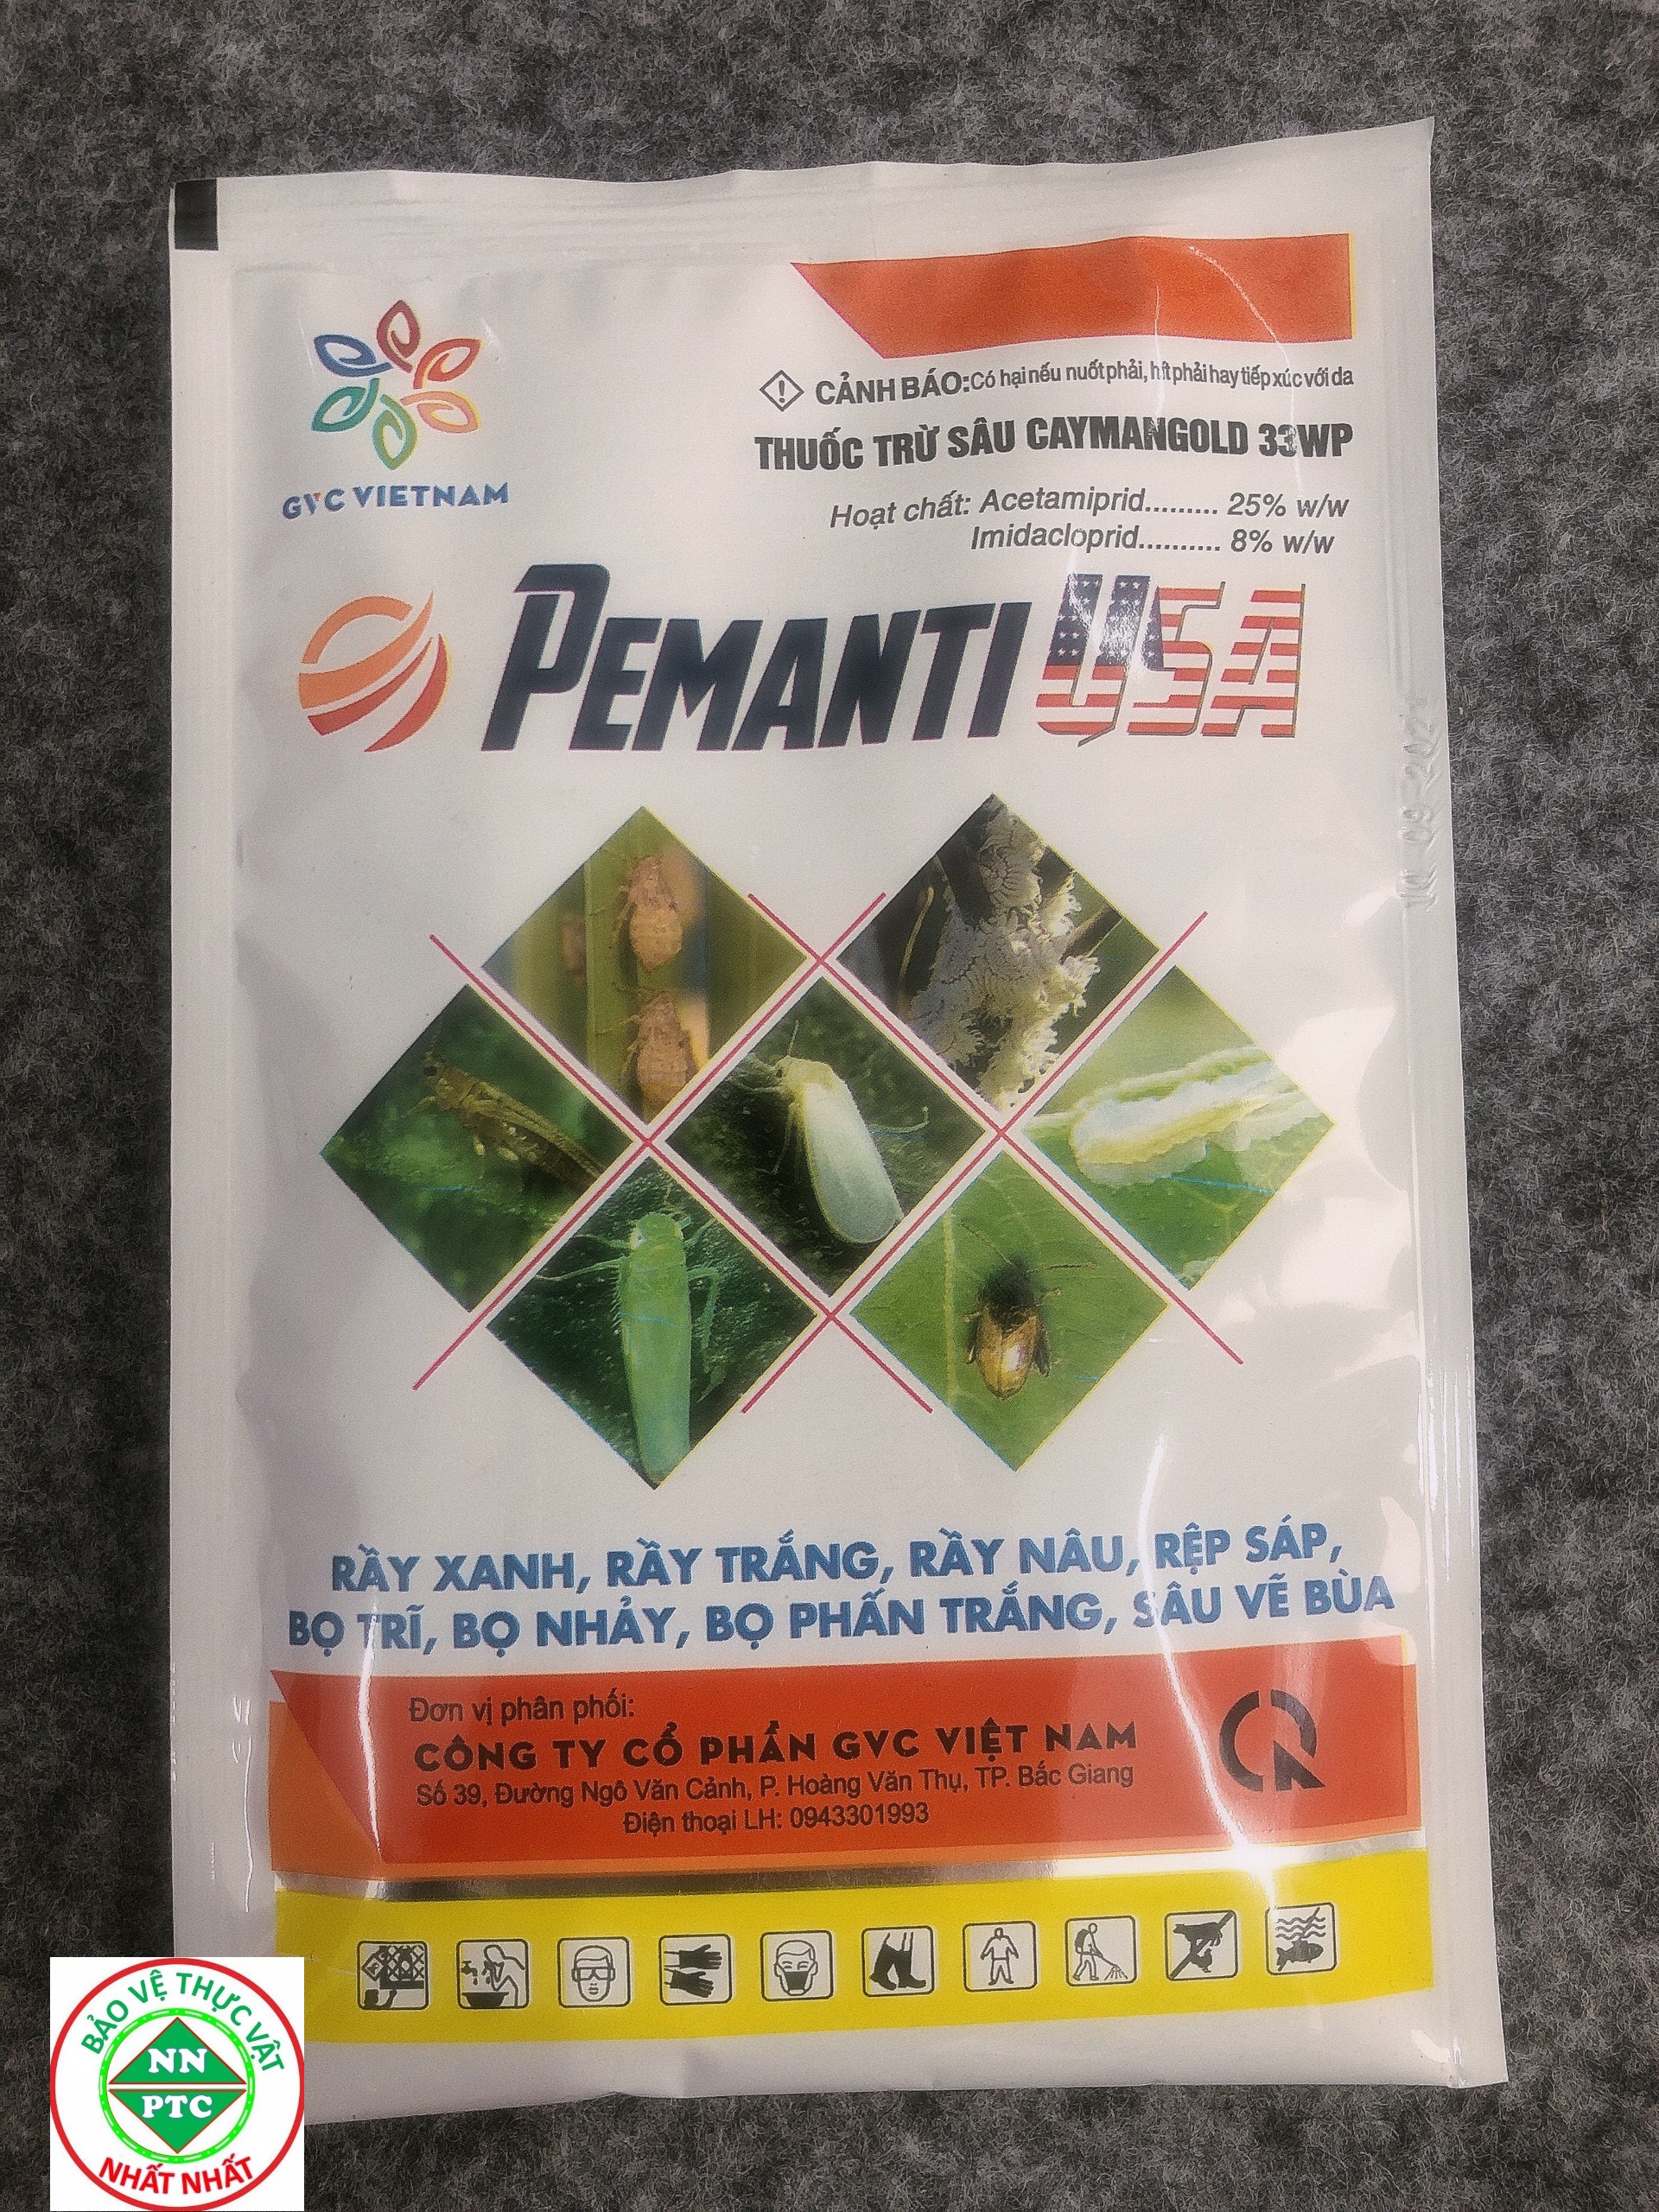 GVC VIETNAM
CẢNH BÁO: Có hại nếu nuốt phải, hít phải hay tiếp xúc với da
THUỐC TRỪ SÂU CAYMANGOLD 33WP
Hoạt chất: Acetamiprid......... 25% w/w
Imidacloprid.......... 8% w/w
PEMANTI USA
RẦY XANH, RẦY TRẮNG, RẦY NÂU, RỆP SÁP,
BỌ TRĨ, BỌ NHẢY, BỌ PHẤN TRẮNG, SÂU VẼ BÙA
Đơn vị phân phối:
CÔNG TY CỔ PHẦN GVC VIỆT NAM
Số 39, Đường Ngô Văn Cảnh, P. Hoàng Văn Thụ, TP. Bắc Giang
Điện thoại LH: 0943301993
BẢO VỆ THỰC VẬT
NN
PTC
NHẤT NHẤT